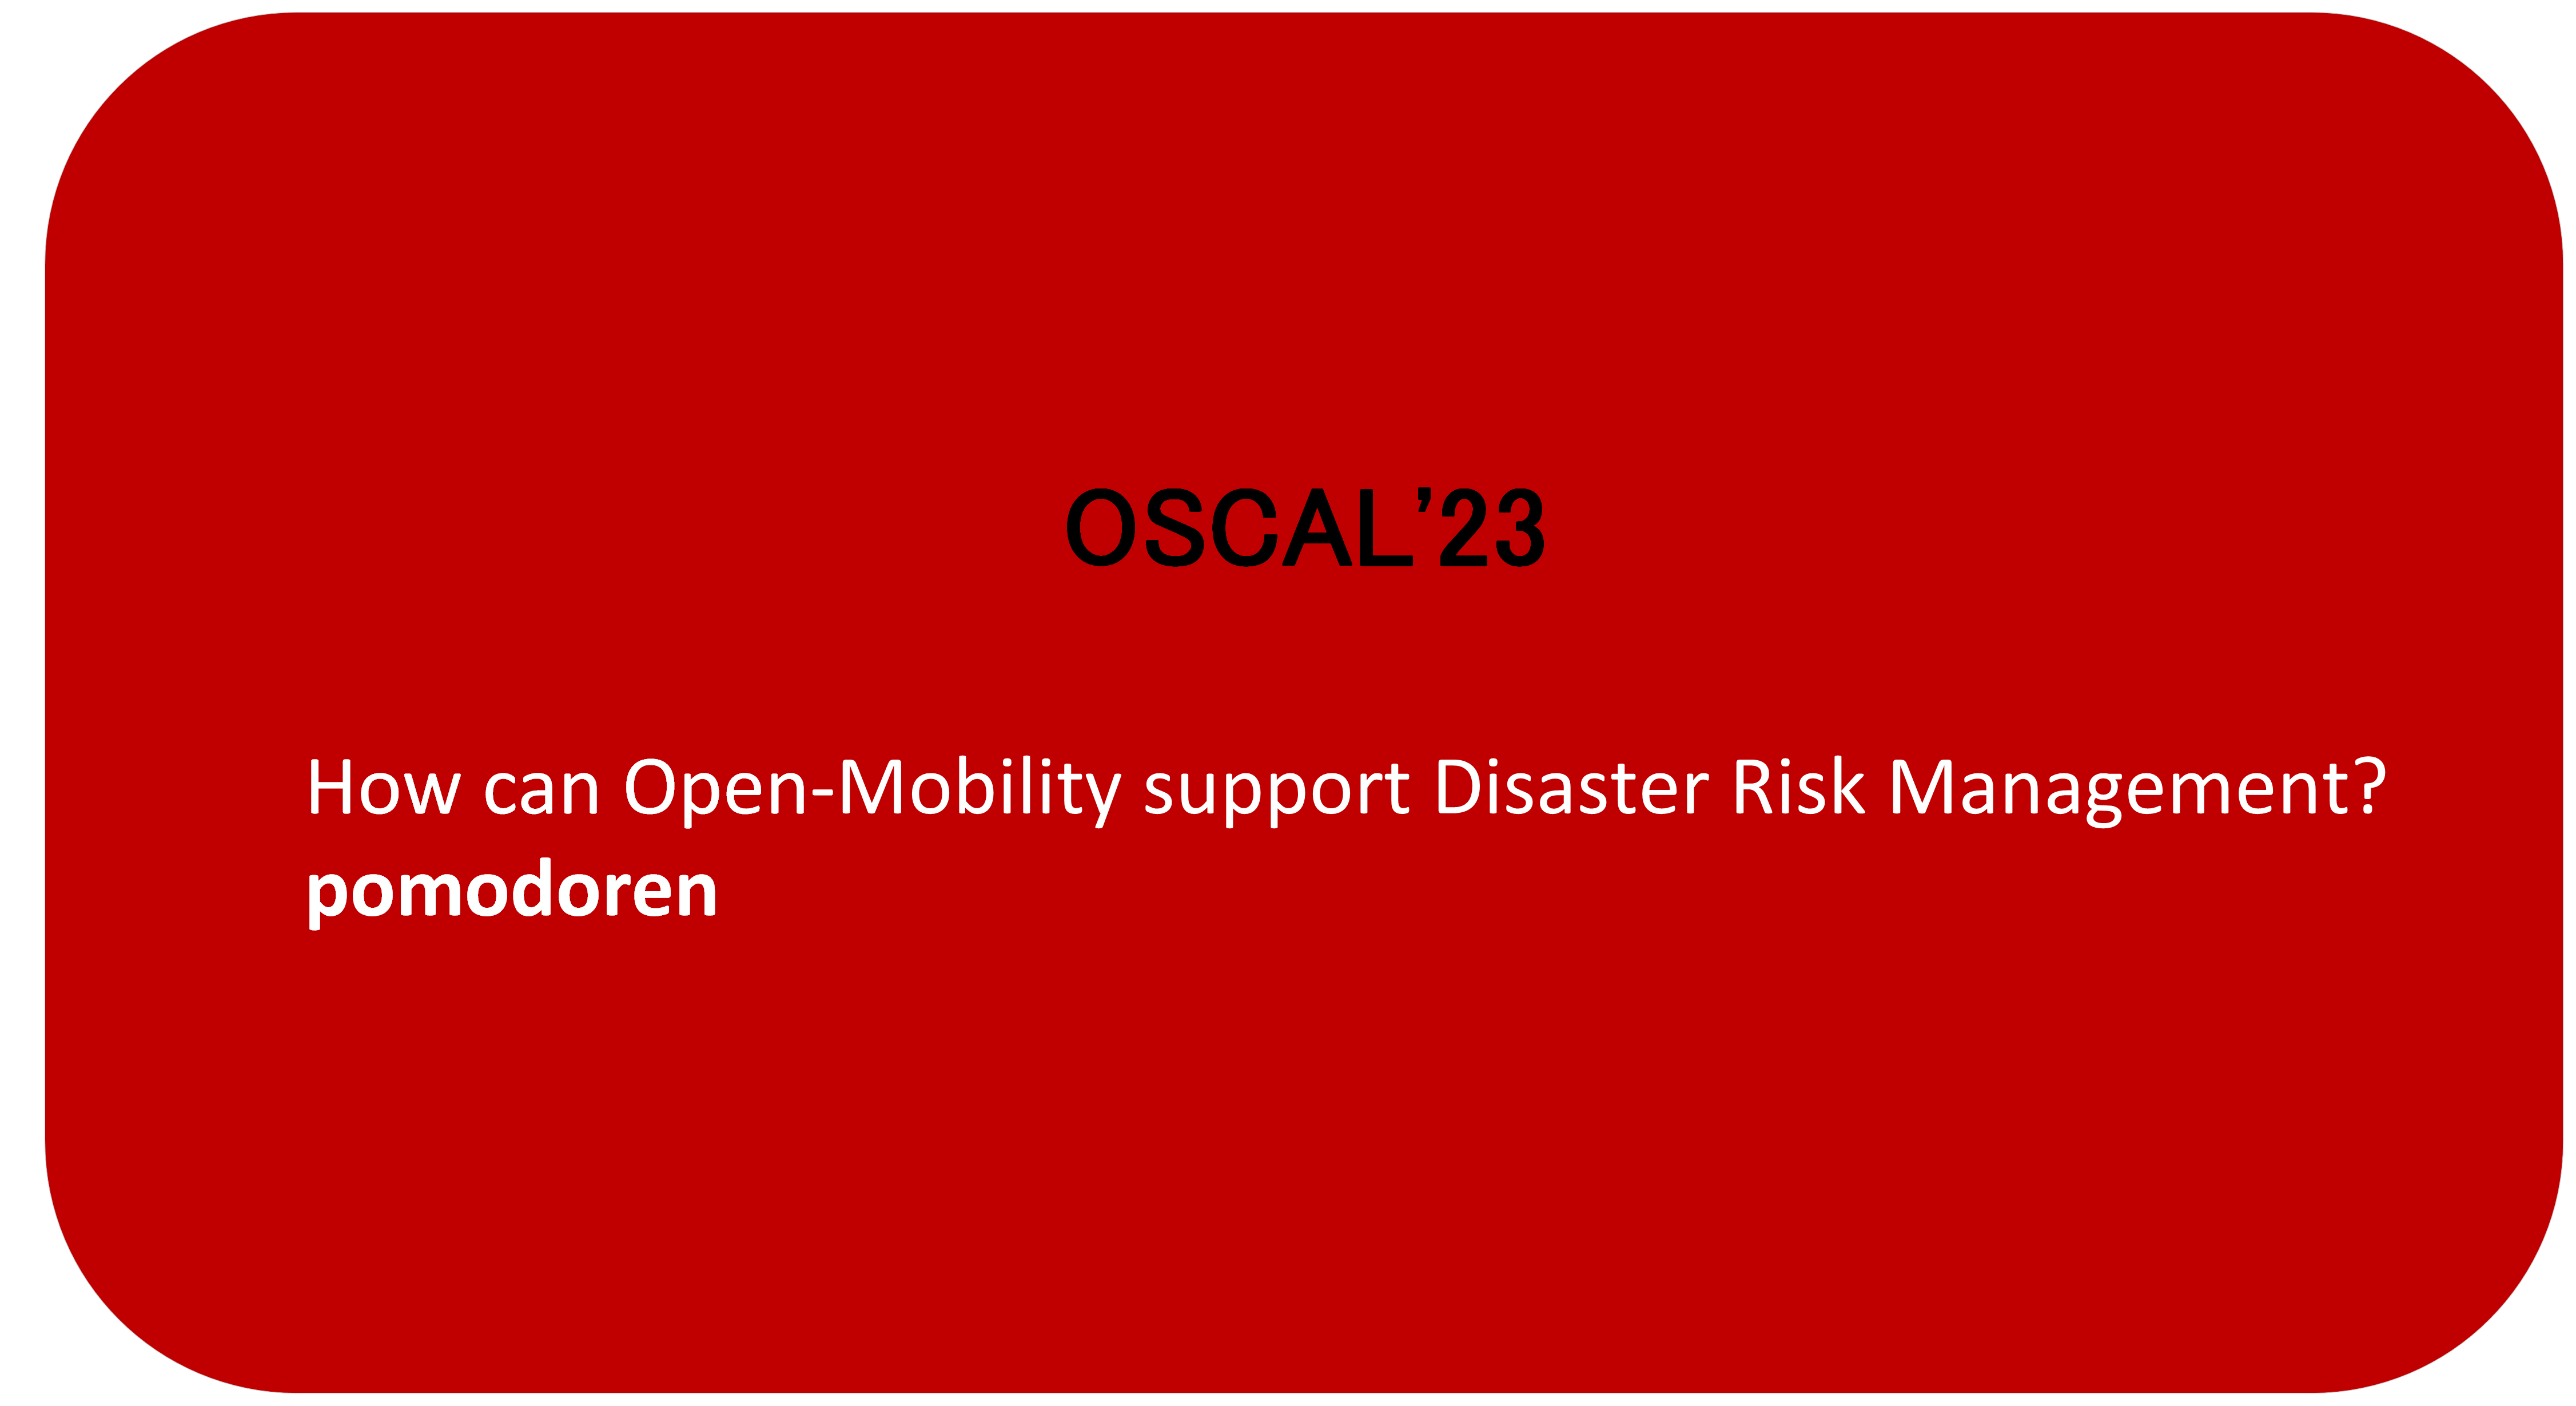 OSCAL’23
How can Open-Mobility support Disaster Risk Management?
pomodoren